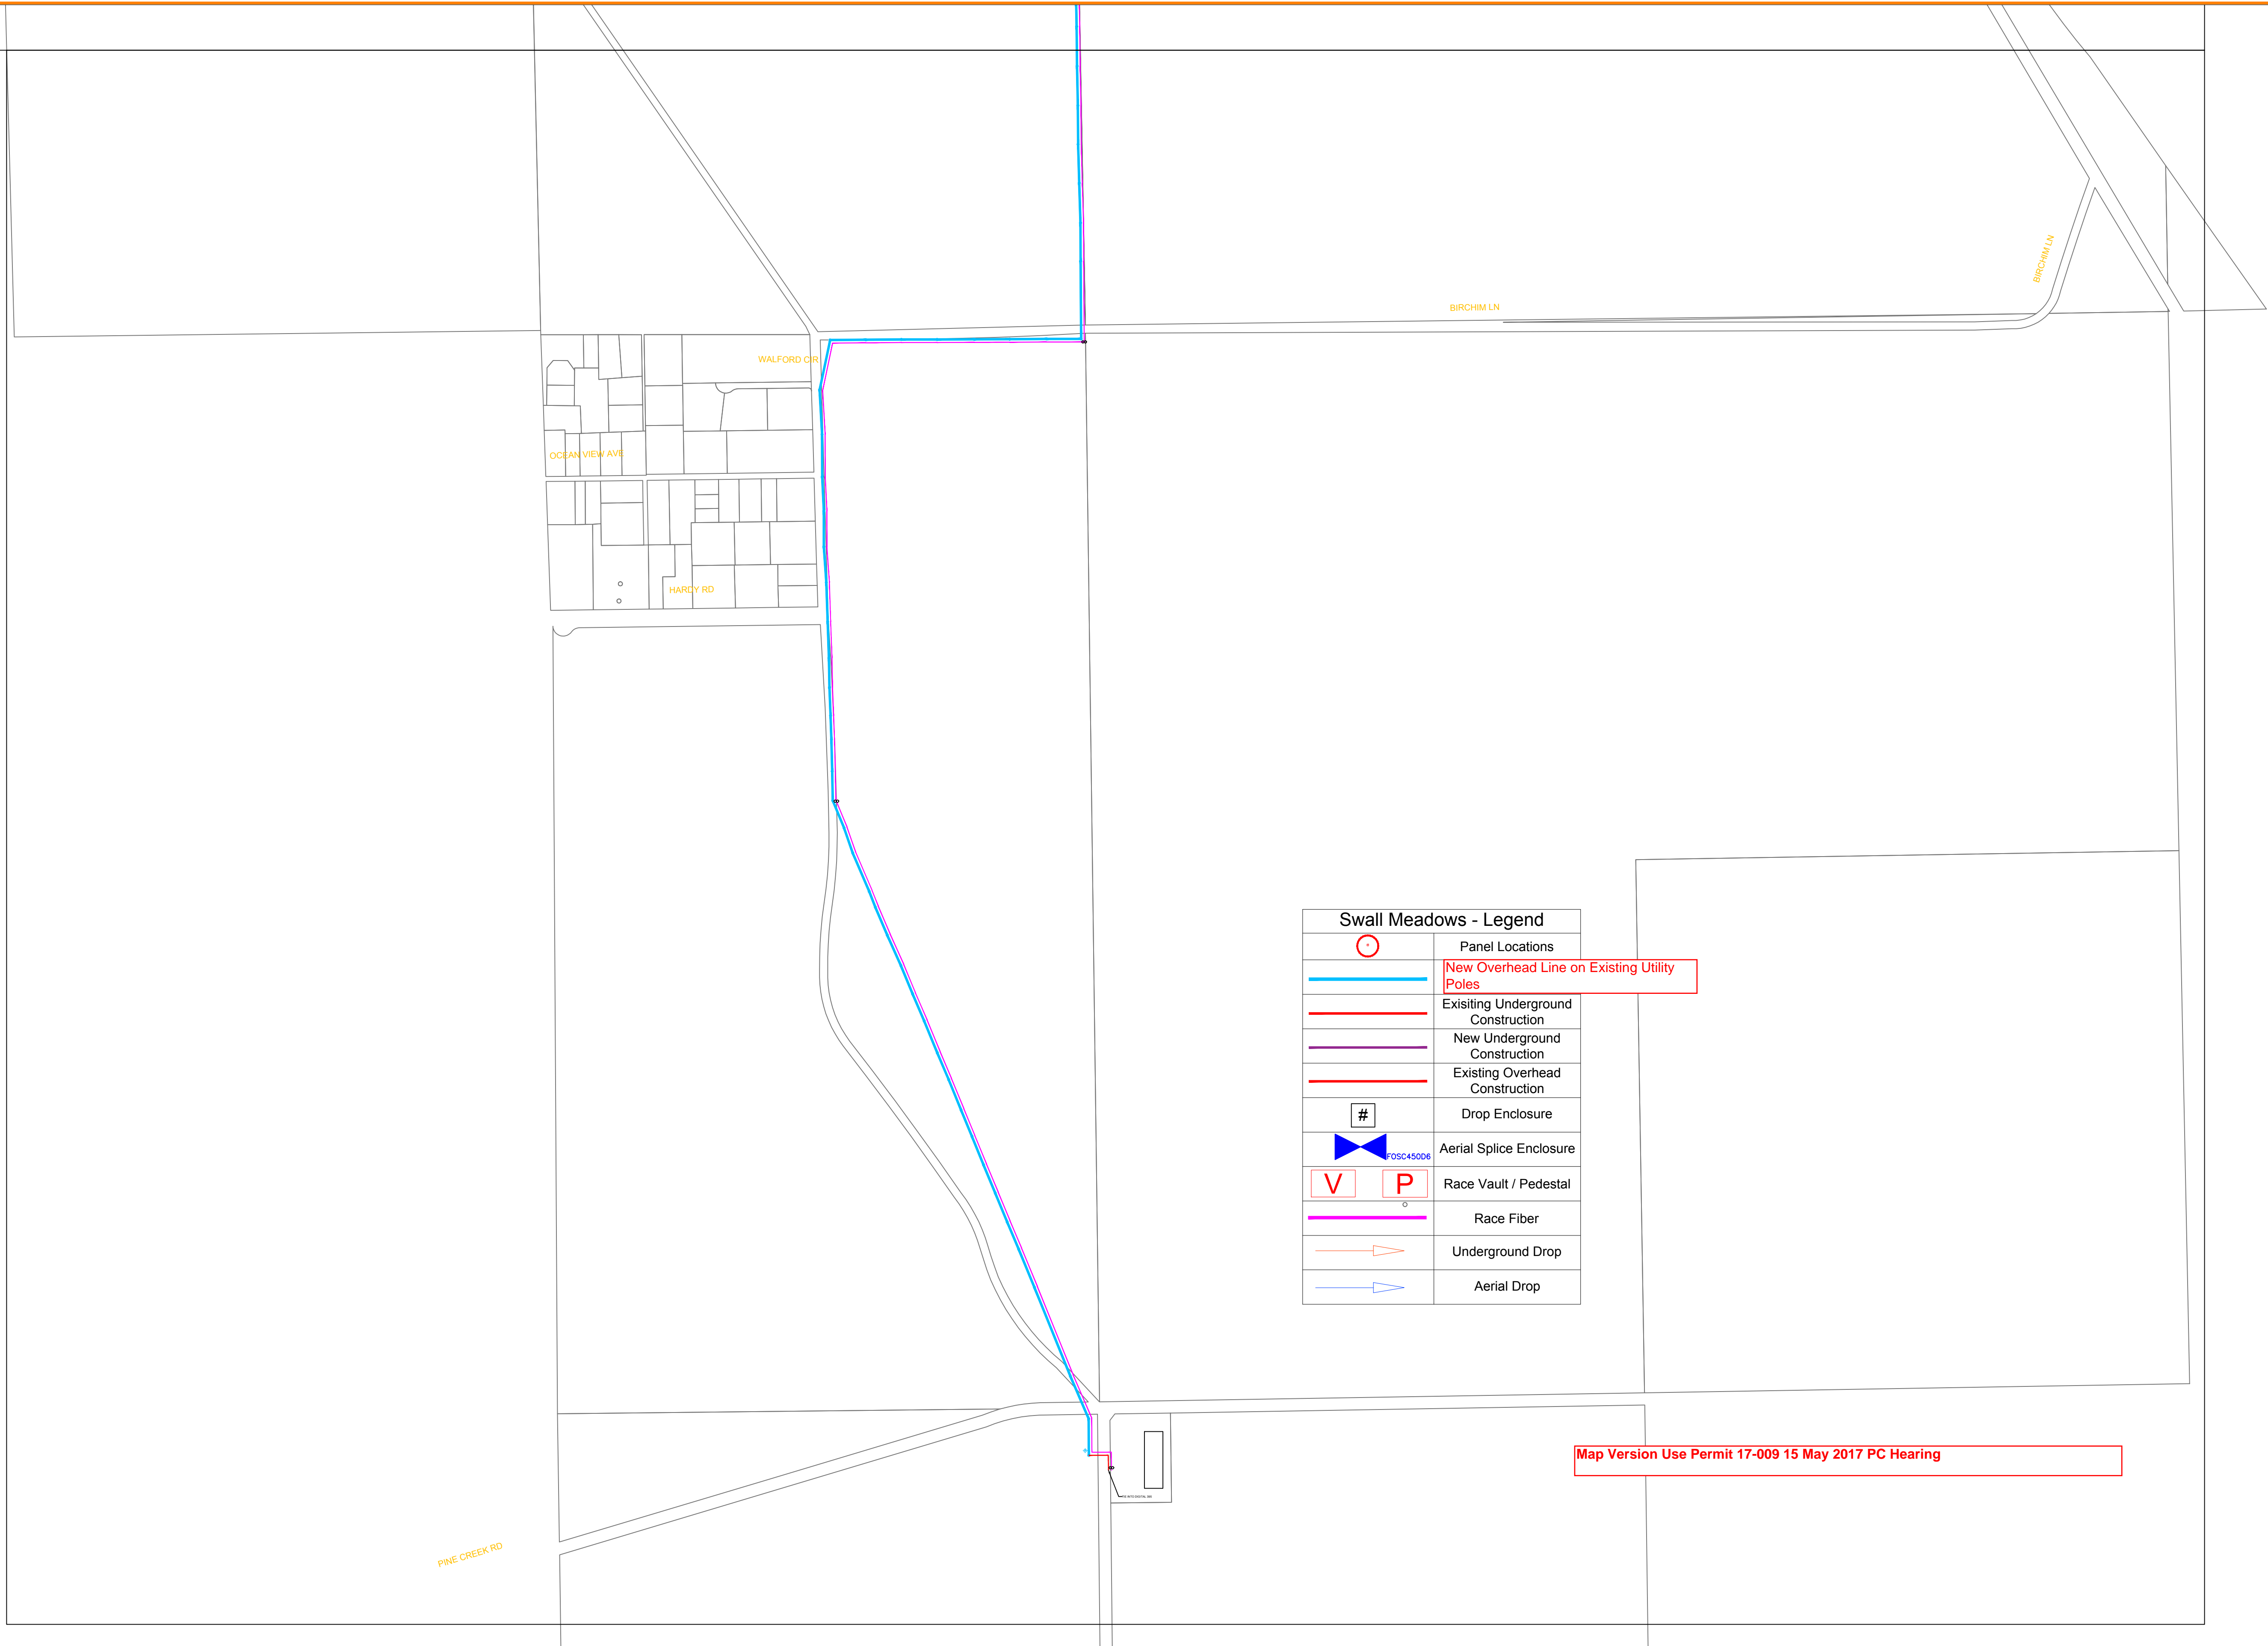 BIRCHIM LN
BIRCHIM LN
WALFORD CIR
OCEAN VIEW AVE
HARDY RD
Swall Meadows - Legend
Panel Locations
New Overhead Line on Existing Utility
Poles
Exisiting Underground
Construction
New Underground
Construction
Existing Overhead
Construction
#
Drop Enclosure
FOSC450D6
Aerial Splice Enclosure
V P
Race Vault / Pedestal
Race Fiber
Underground Drop
Aerial Drop
Map Version Use Permit 17-009 15 May 2017 PC Hearing
PINE CREEK RD